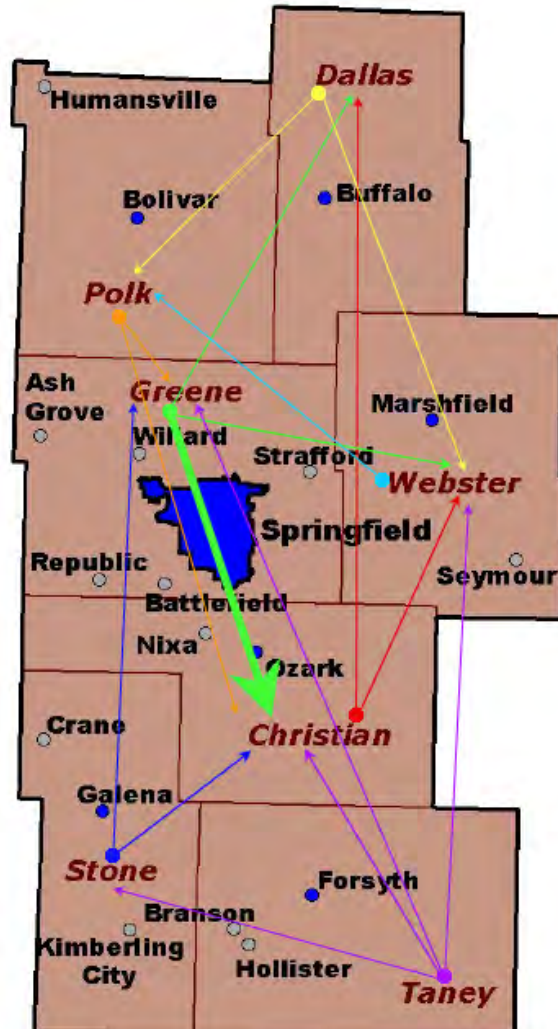 Dallas
Humansville
Bolivar
Buffalo
Polk
Ash
Grove
Greene
Marshfield
Willard
Strafford
Webster
Springfield
Republic
Seymour
Battlefield
Nixa
Ozark
Crane
Christian
Galena
Stone
Forsyth
Branson
Kimberling
City
Hollister
Taney